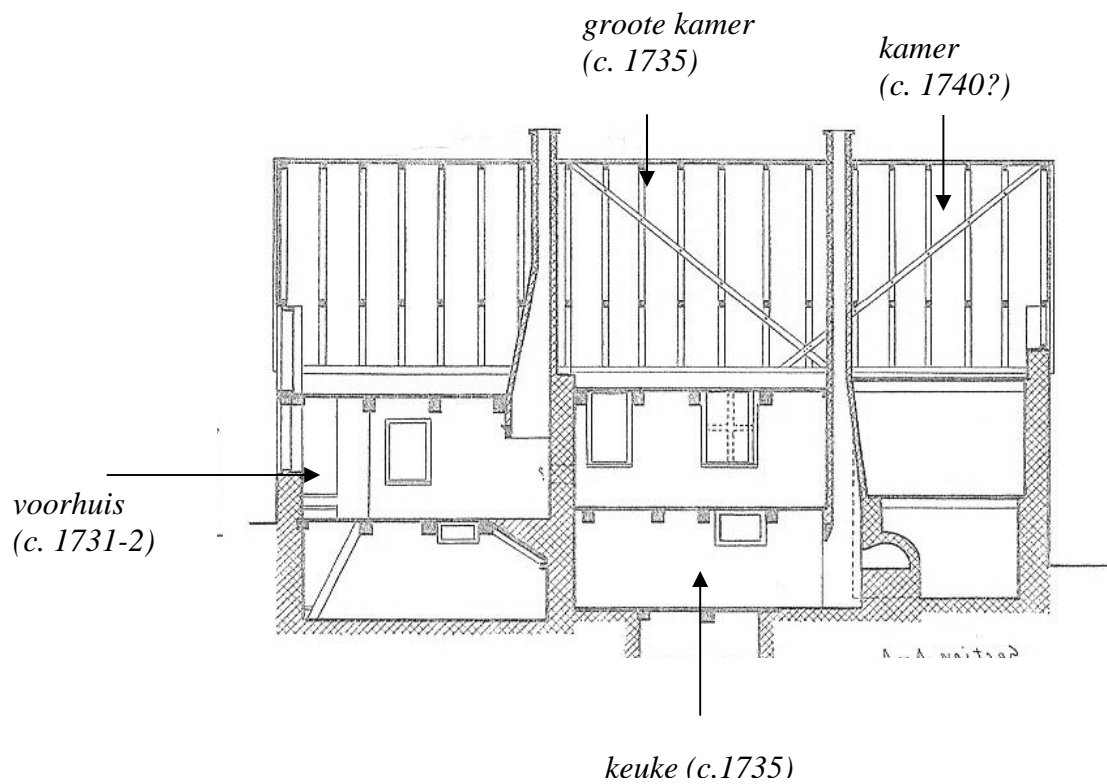 groote kamer
(c. 1735)
kamer
(c. 1740?)
voorhuis
(c. 1731-2)
keuke (c.1735)